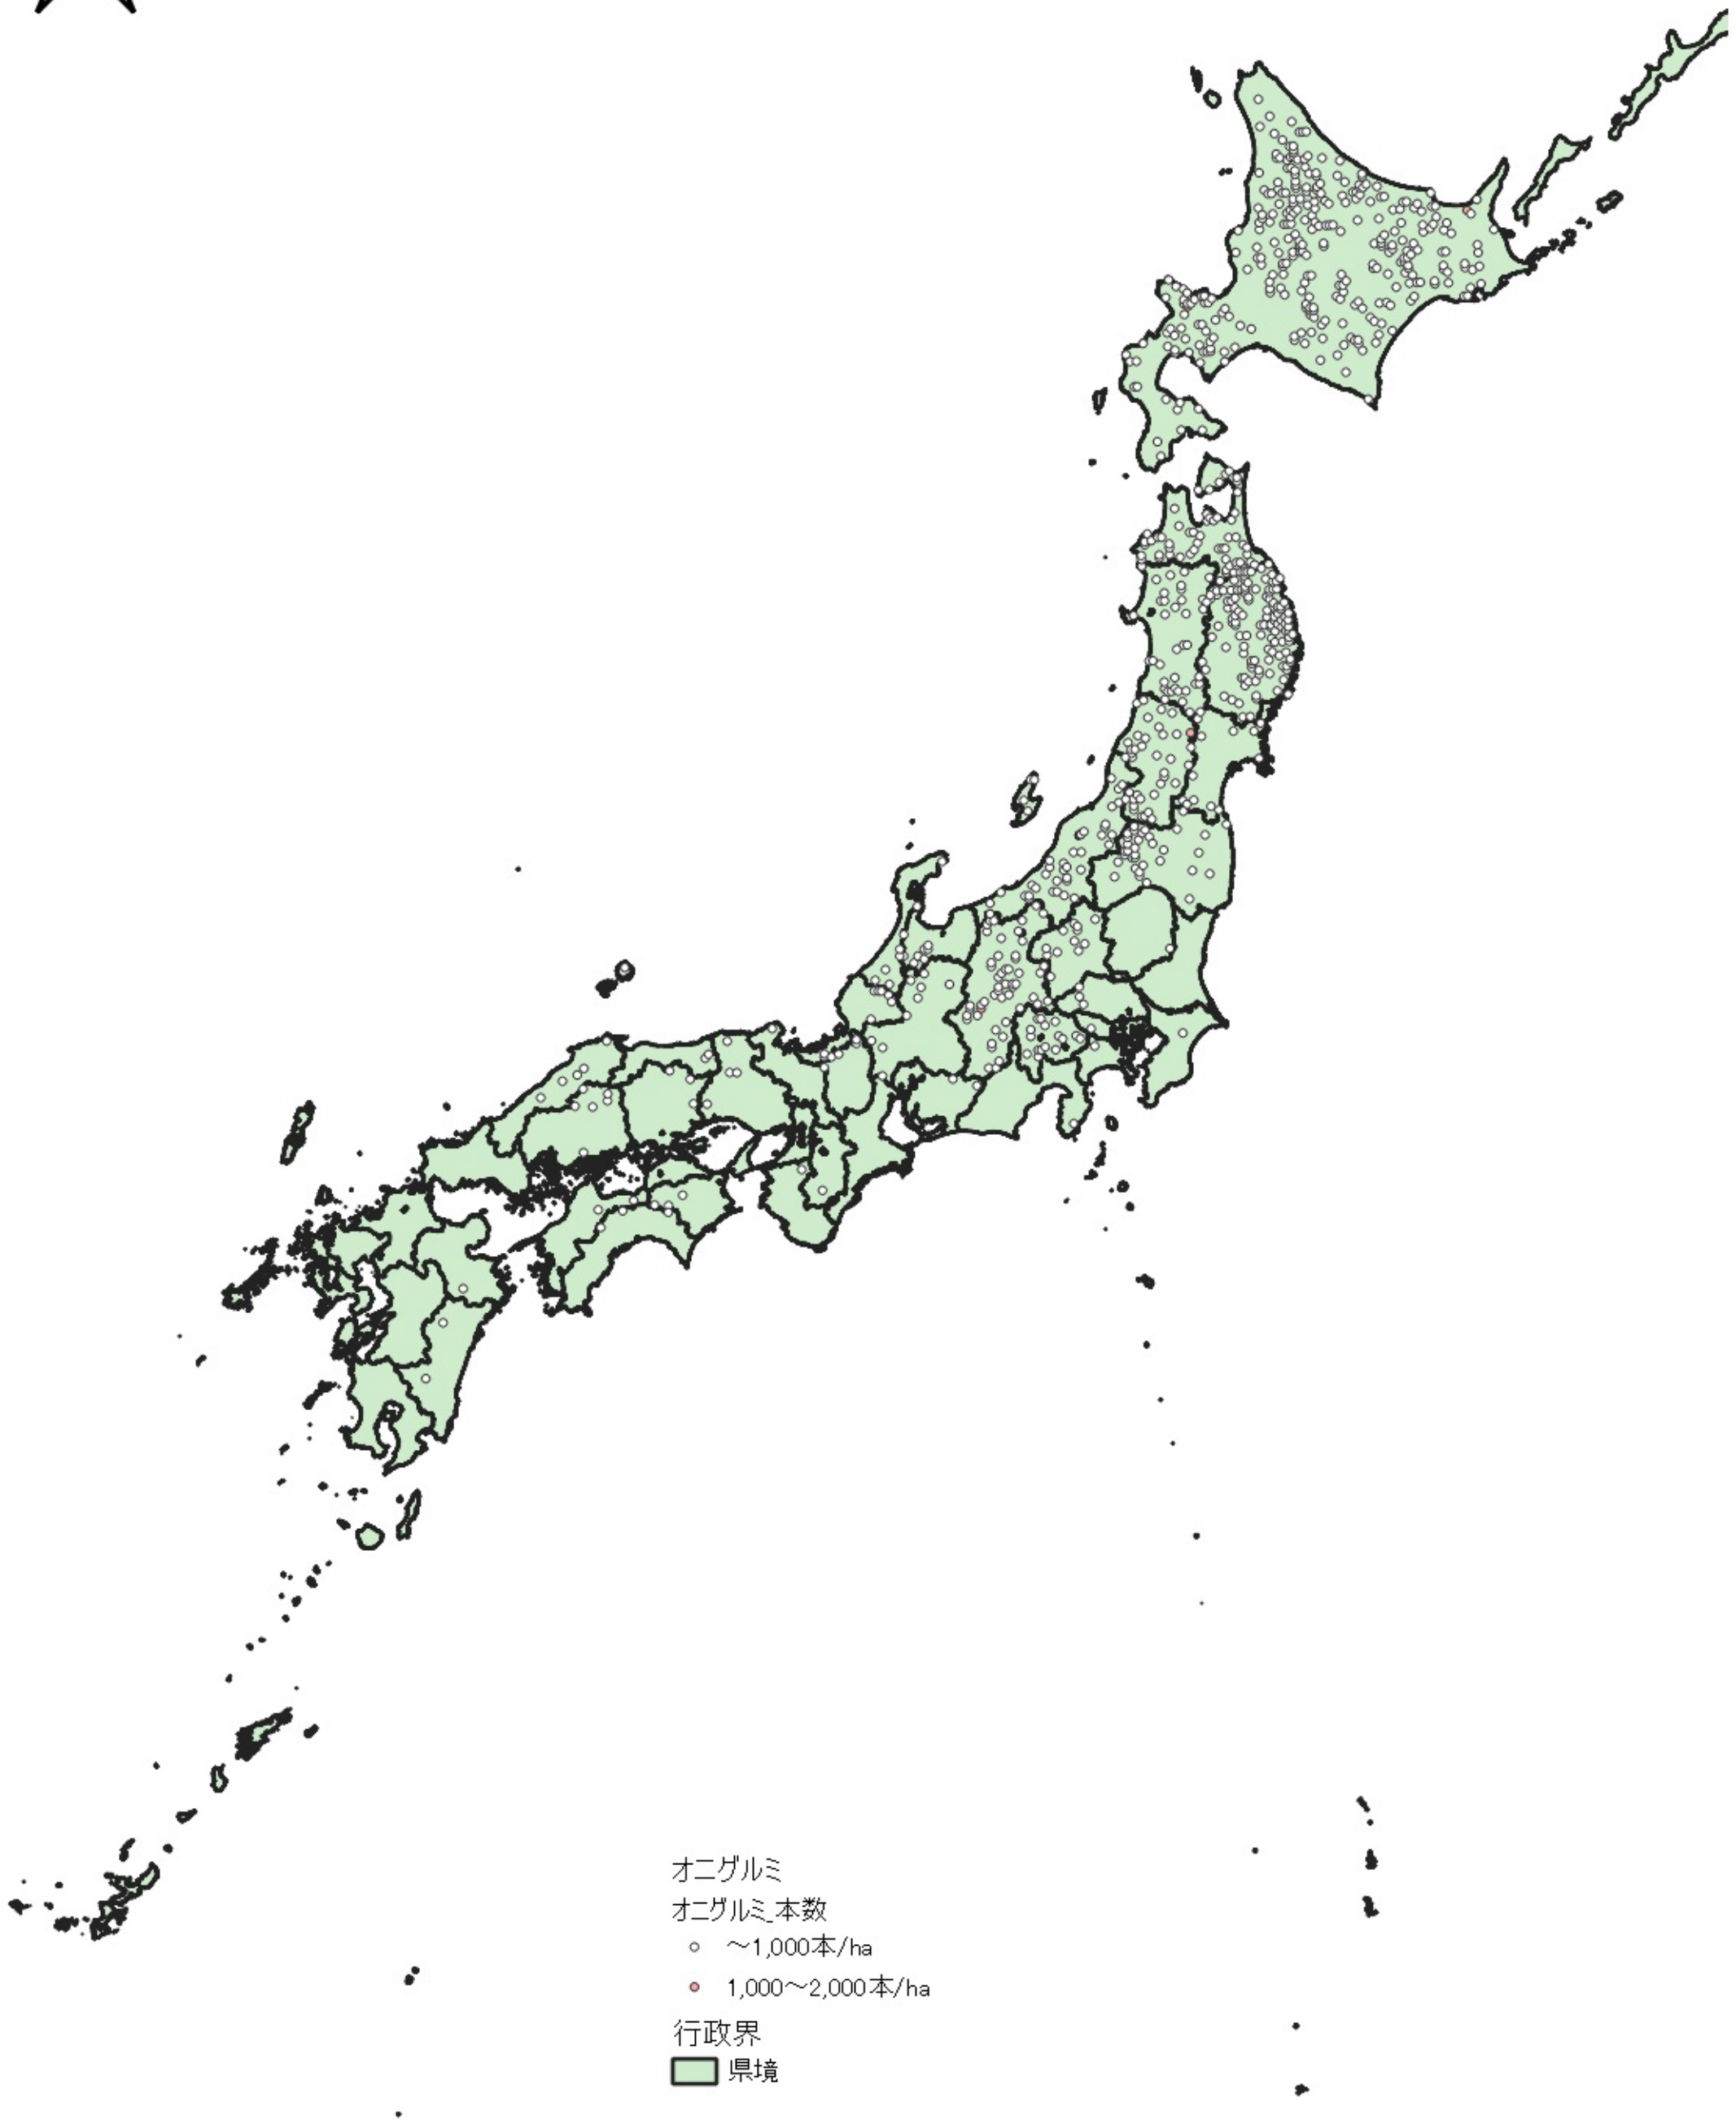 オニグルミ
オニグルミ_本数
～1,000本/ha
1,000～2,000本/ha
行政界
県境